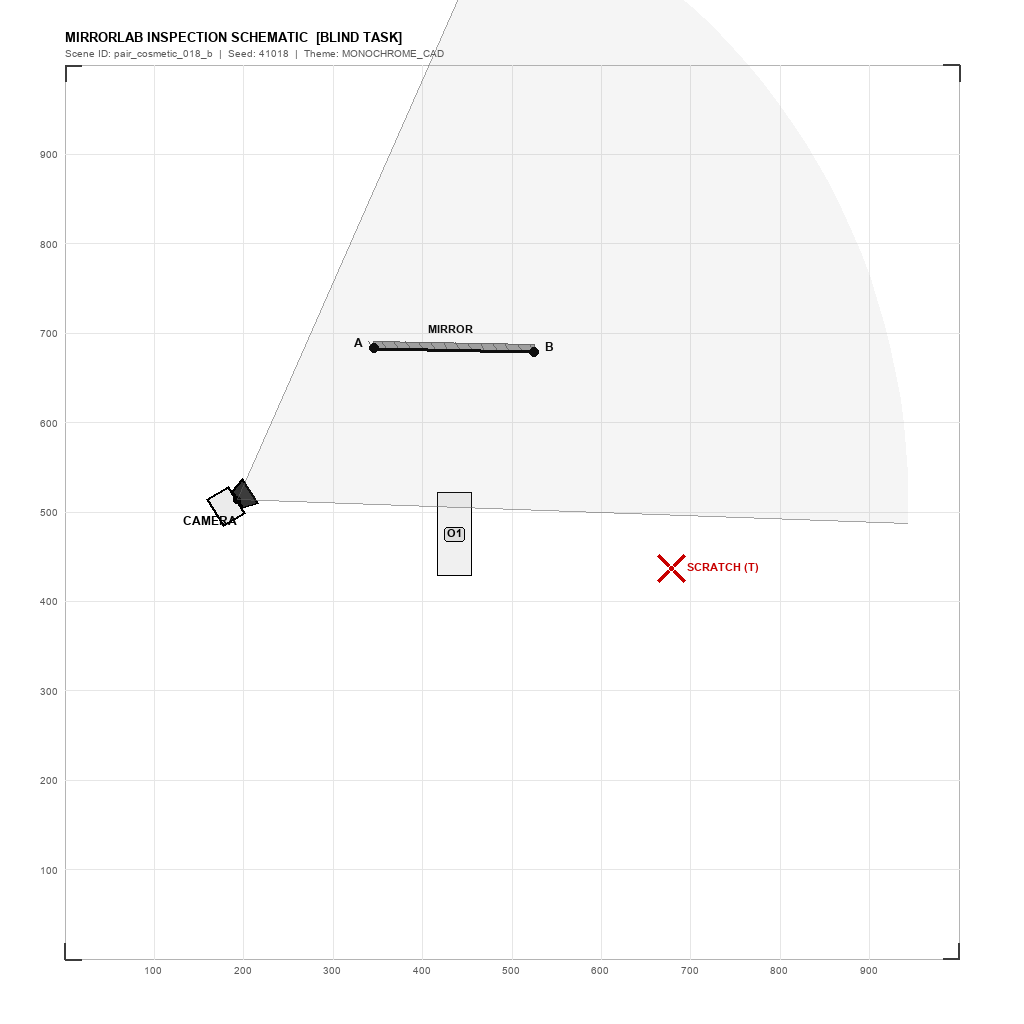 MIRRORLAB INSPECTION SCHEMATIC [BLIND TASK]
Scene ID: pair_cosmetic_018_b | Seed: 41018 | Theme: MONOCHROME_CAD
900
800
MIRROR
700
A
B
600
500
CAMERA
O1
SCRATCH (T)
400
300
200
100
100 200 300 400 500 600 700 800 900